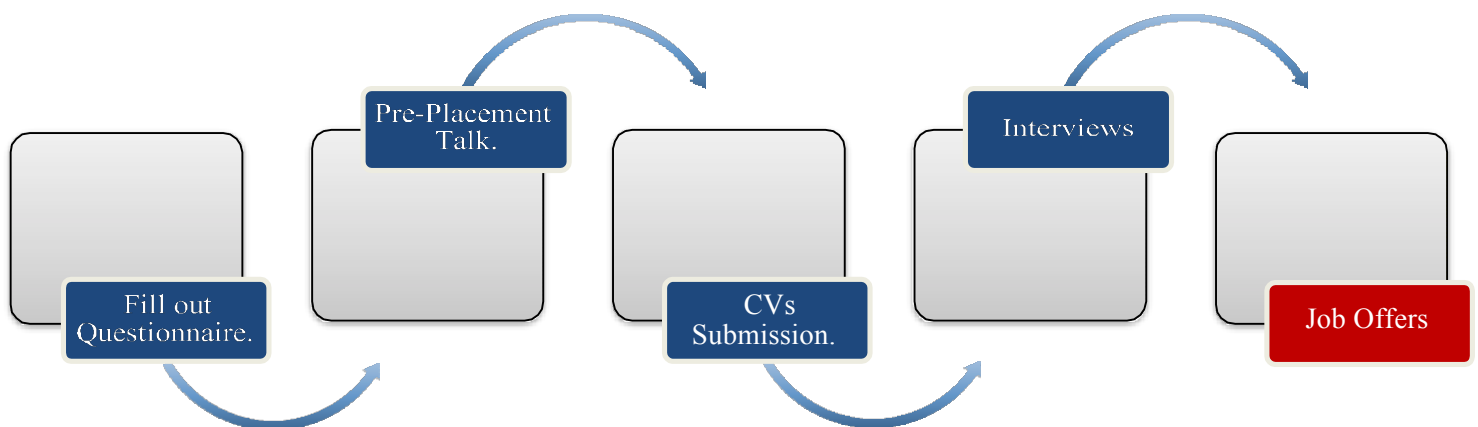 Fill out
Questionnaire.
Pre-Placement
Talk.
CVs
Submission.
Interviews
Job Offers